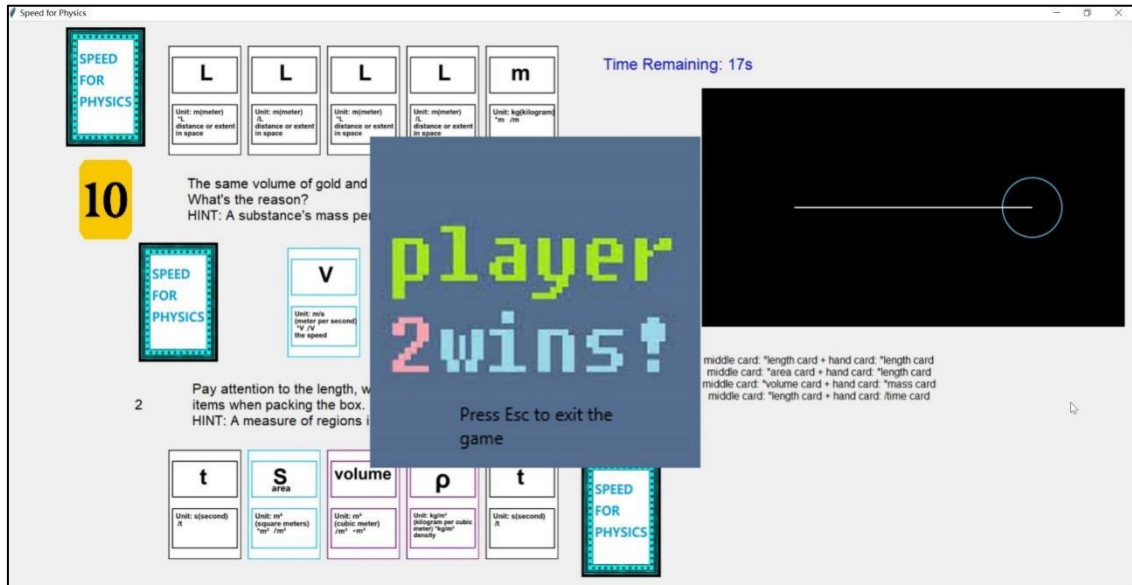 Speed for Physics
SPEED
FOR
PHYSICS
L
Unit: m(meter)
*L
distance or extent
in space
L
Unit: m(meter)
/L
distance or extent
in space
L
Unit: m(meter)
*L
distance or extent
in space
L
Unit: m(meter)
/L
distance or extent
in space
m
Unit: kg(kilogram)
*m /m
Time Remaining: 17s
10
The same volume of gold and
What's the reason?
HINT: A substance's mass per
SPEED
FOR
PHYSICS
V
Unit: m/s
(meter per second)
*V /V
the speed
player
2wins!
Press Esc to exit the
game
middle card: *length card + hand card: *length card
middle card: *area card + hand card: *length card
middle card: *volume card + hand card: *mass card
middle card: *length card + hand card: /time card
2
Pay attention to the length, w
items when packing the box.
HINT: A measure of regions i
t
Unit: s(second)
/t
S
area
Unit: m²
(square meters)
*m² /m²
volume
Unit: m³
(cubic meter)
/m³ *m³
ρ
Unit: kg/m³
(kilogram per cubic
meter) *kg/m³
density
t
Unit: s(second)
/t
SPEED
FOR
PHYSICS